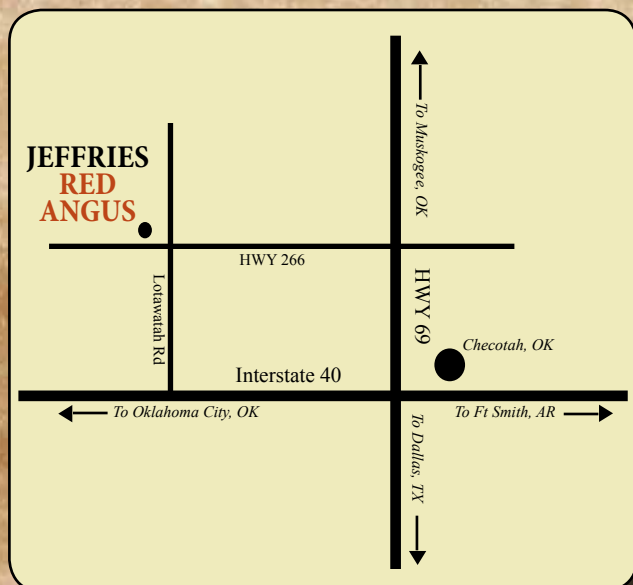 JEFFRIES
RED
ANGUS
To Muskogee, OK
HWY 266
Lotawatah Rd
HWY 69
Checotah, OK
Interstate 40
To Oklahoma City, OK
To Ft Smith, AR
To Dallas, TX